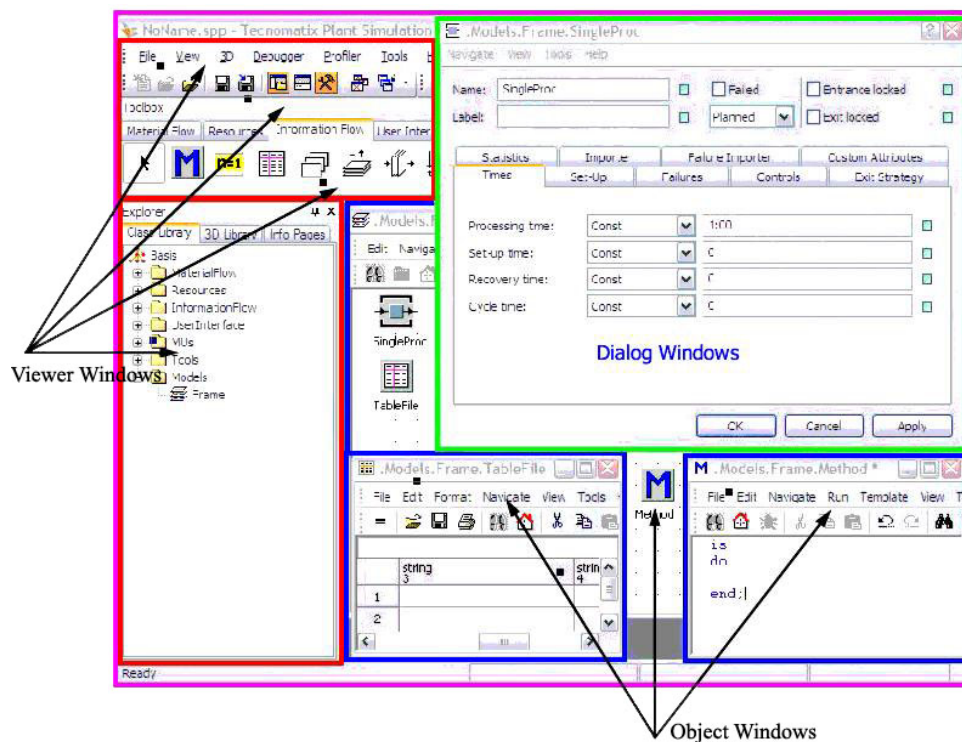 NoName.spp - Tecnomatix Plant Simulation
File View 3D Debugger Profiler Tools
Toolbox
Material Flow Resources Information Flow User Inter
M n=1
Explorer
Class Library 3D Library Info Pages
Basis
MaterialFlow
Resources
InformationFlow
UserInterface
MUs
Tools
Models
Frame
Viewer Windows
.Models.F
Edit Naviga
SingleProc
TableFile
.Models.Frame.SingleProc
Navigate View Tools Help
Name: SingleProc Failed Entrance locked
Label: Planned Exit locked
Statistics Importer Failure Importer Custom Attributes
Times Set-Up Failures Controls Exit Strategy
Processing time: Const 1:00
Set-up time: Const 0
Recovery time: Const 0
Cycle time: Const 0
Dialog Windows
OK Cancel Apply
.Models.Frame.TableFile
File Edit Format Navigate View Tools
string
3
strin
4
1
2
M
Method
M .Models.Frame.Method *
File Edit Navigate Run Template View T
is
do
end;
Ready
Object Windows